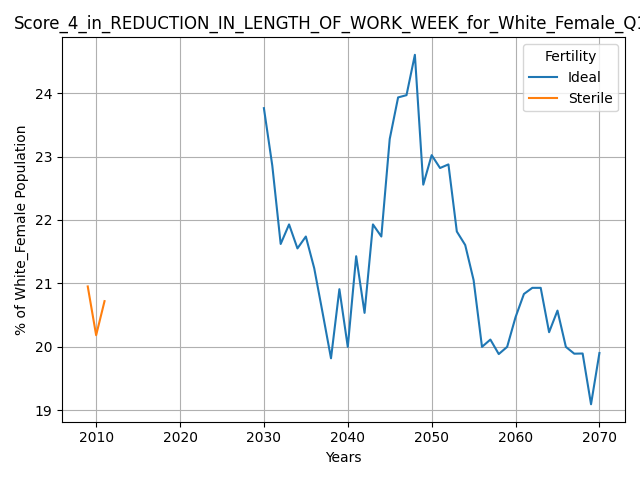 Score_4_in_REDUCTION_IN_LENGTH_OF_WORK_WEEK_for_White_Female_Q1
Fertility
Ideal
Sterile
% of White_Female Population
24
23
22
21
20
19
2010 2020 2030 2040 2050 2060 2070
Years